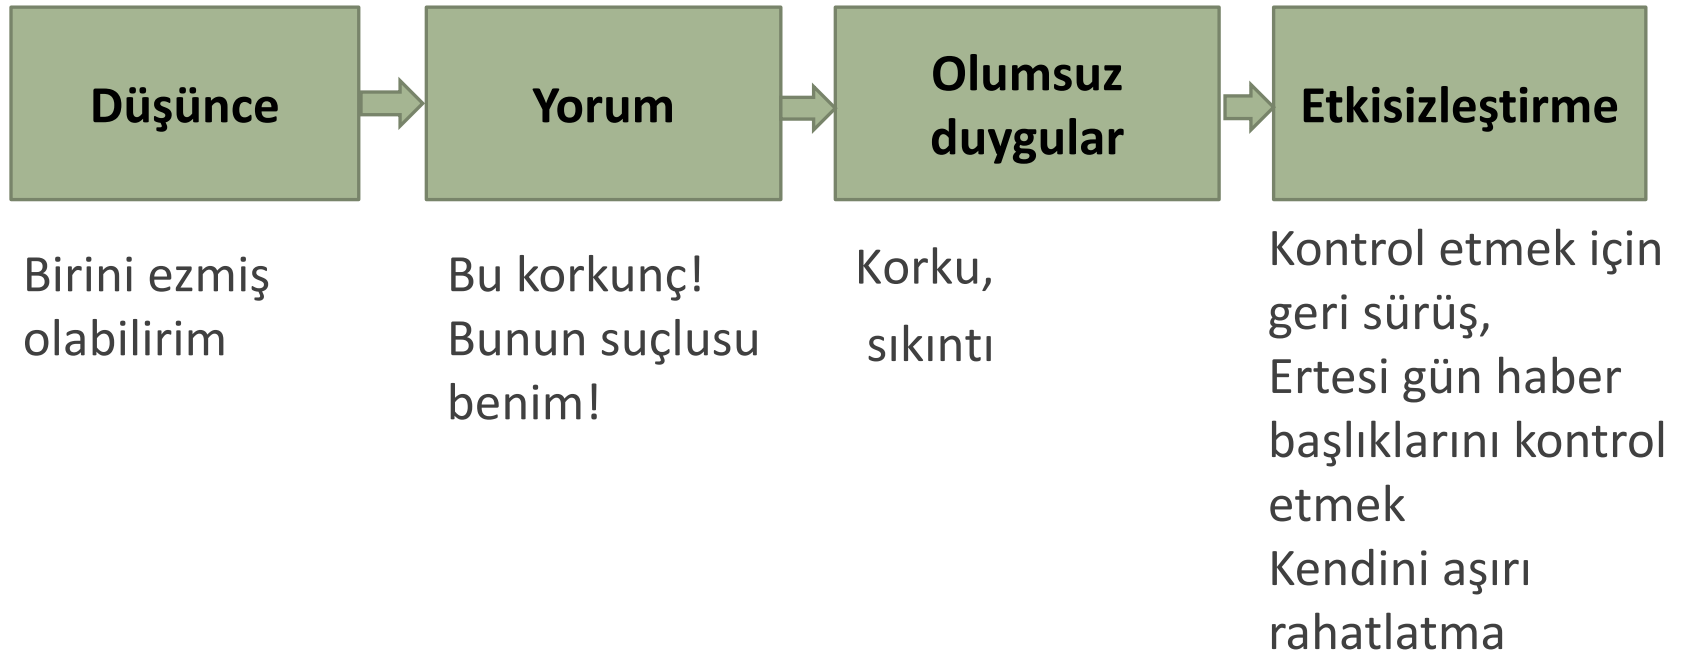 Düşünce
Birini ezmiş
olabilirim
Yorum
Bu korkunç!
Bunun suçlusu
benim!
Olumsuz
duygular
Korku,
sıkıntı
Etkisizleştirme
Kontrol etmek için
geri sürüş,
Ertesi gün haber
başlıklarını kontrol
etmek
Kendini aşırı
rahatlatma